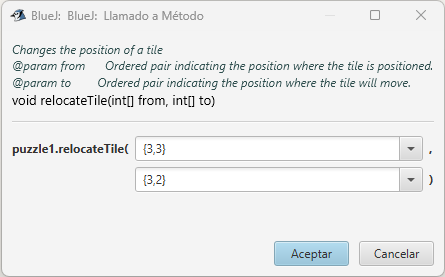 BlueJ: BlueJ: Llamado a Método
Changes the position of a tile
@param from Ordered pair indicating the position where the tile is positioned.
@param to Ordered pair indicating the position where the tile will move.
void relocateTile(int[] from, int[] to)
puzzle1.relocateTile( {3,3} ,
{3,2} )
Aceptar Cancelar